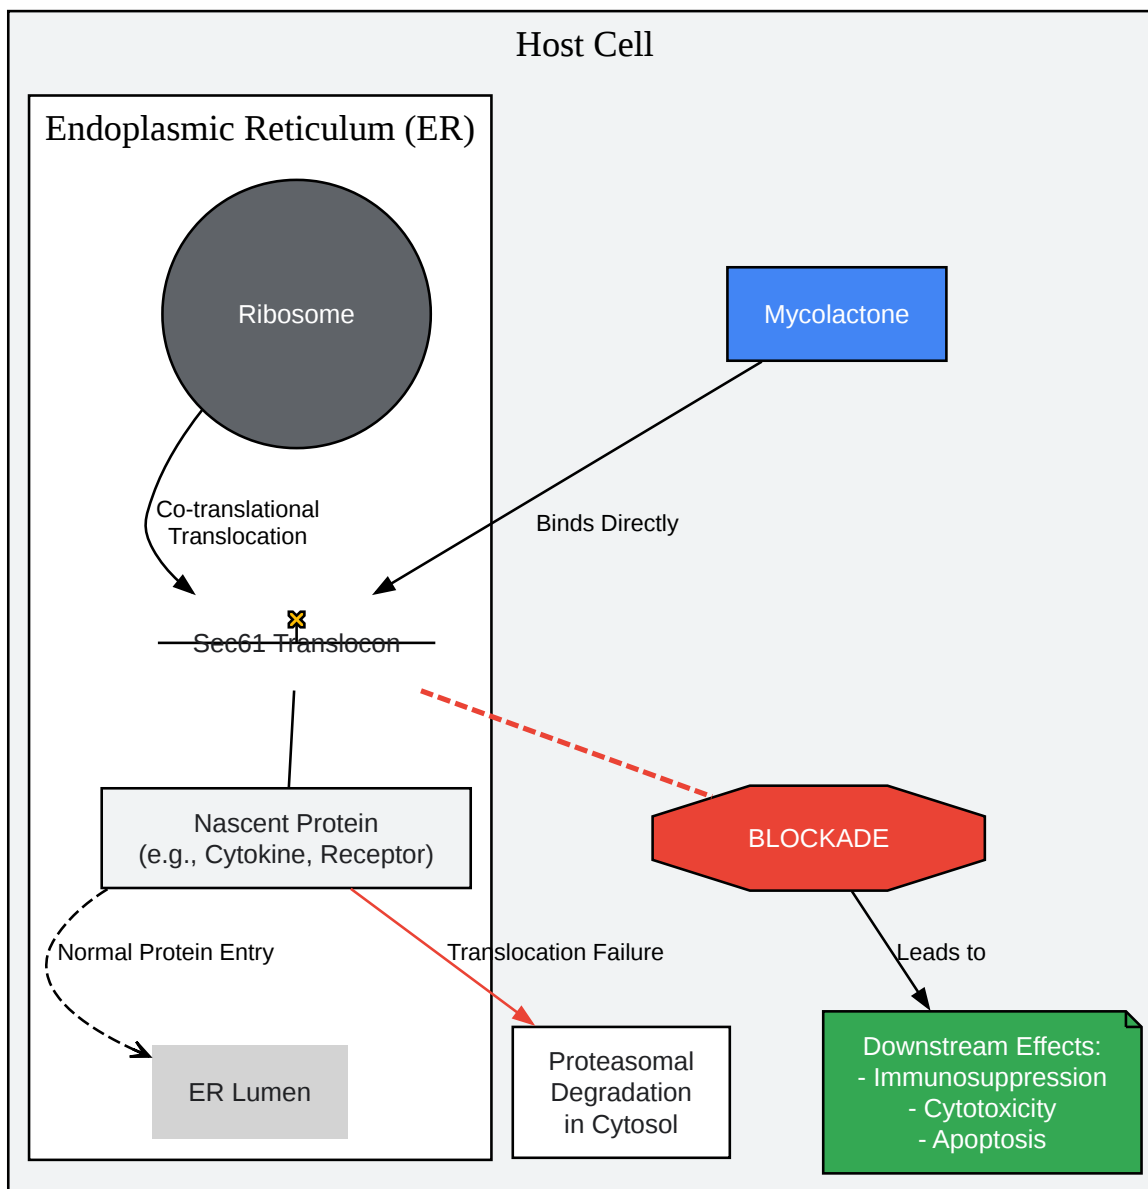 Host Cell
Endoplasmic Reticulum (ER)
Ribosome
Mycolactone
Co-translational
Translocation
Binds Directly
Sec61 Translocon
Nascent Protein
(e.g., Cytokine, Receptor)
BLOCKADE
Normal Protein Entry
Translocation Failure
Leads to
ER Lumen
Proteasomal
Degradation
in Cytosol
Downstream Effects:
- Immunosuppression
- Cytotoxicity
- Apoptosis